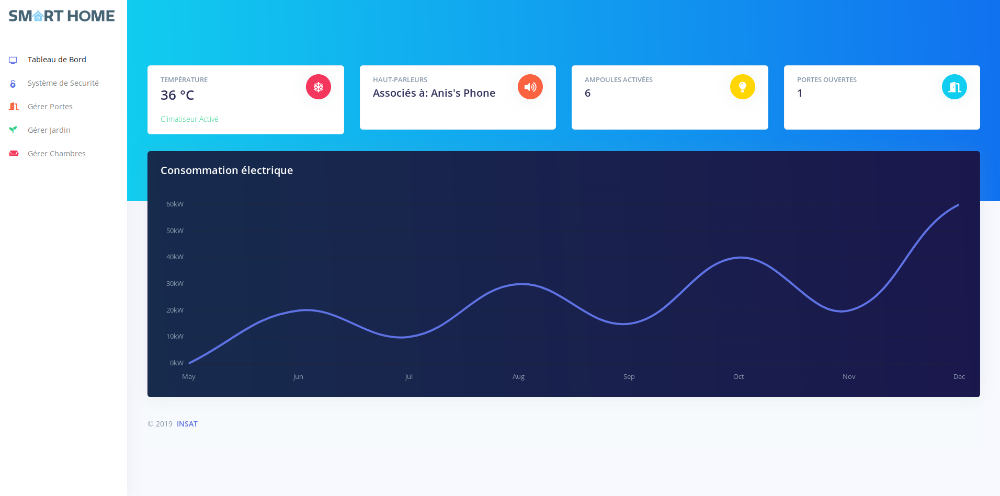 SMART HOME
Tableau de Bord
Système de Securité
Gérer Portes
Gérer Jardin
Gérer Chambres
TEMPÉRATURE
36 °C
Climatiseur Activé
HAUT-PARLEURS
Associés à: Anis's Phone
AMPOULES ACTIVÉES
6
PORTES OUVERTES
1
Consommation électrique
60kW
50kW
40kW
30kW
20kW
10kW
0kW
May Jun Jul Aug Sep Oct Nov Dec
© 2019 INSAT